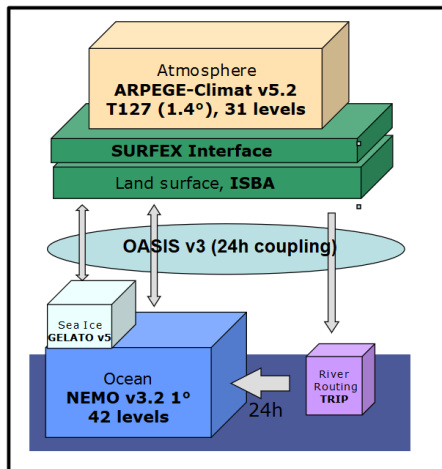 Atmosphere
ARPEGE-Climat v5.2
T127 (1.4°), 31 levels
SURFEX Interface
Land surface, ISBA
OASIS v3 (24h coupling)
Sea Ice
GELATO v5
Ocean
NEMO v3.2 1°
42 levels
24h
River
Routing
TRIP